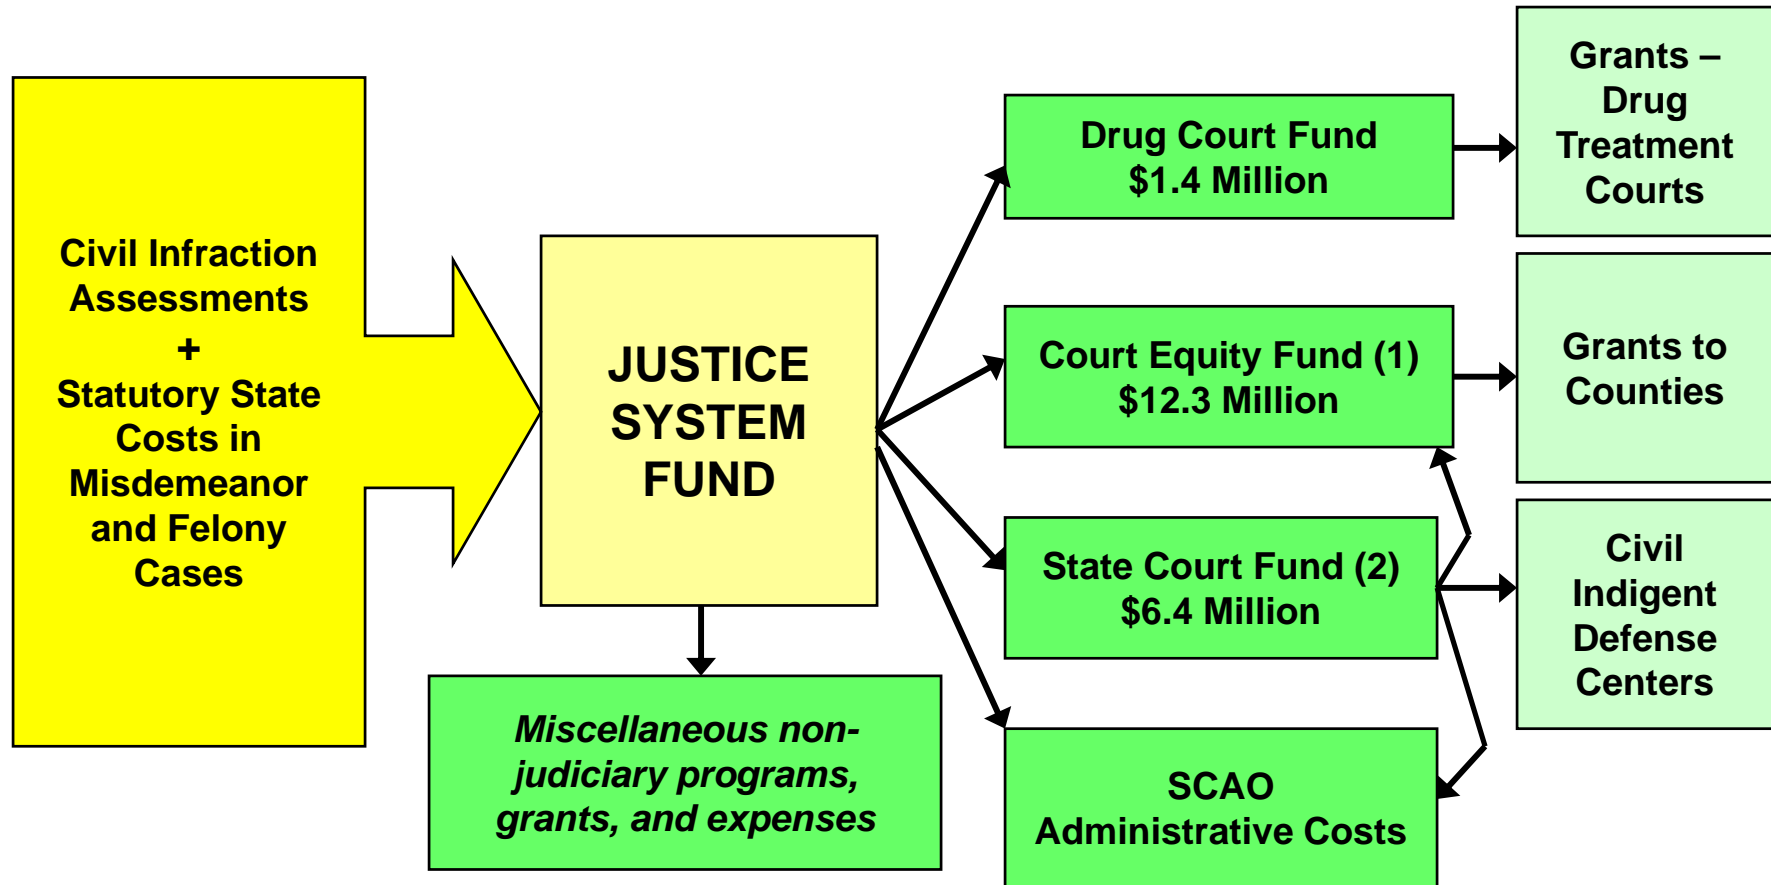 Civil Infraction
Assessments
+
Statutory State
Costs in
Misdemeanor
and Felony
Cases
JUSTICE
SYSTEM
FUND
Miscellaneous non-
judiciary programs,
grants, and expenses
Drug Court Fund
$1.4 Million
Court Equity Fund (1)
$12.3 Million
State Court Fund (2)
$6.4 Million
SCAO
Administrative Costs
Grants –
Drug
Treatment
Courts
Grants to
Counties
Civil
Indigent
Defense
Centers